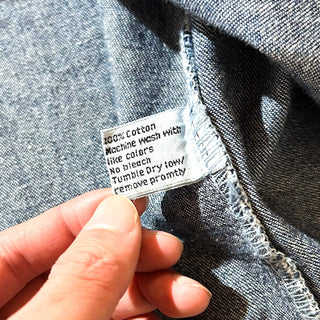 100% Cotton
Machine wash with
like colors
No bleach
Tumble Dry low/
remove promtly